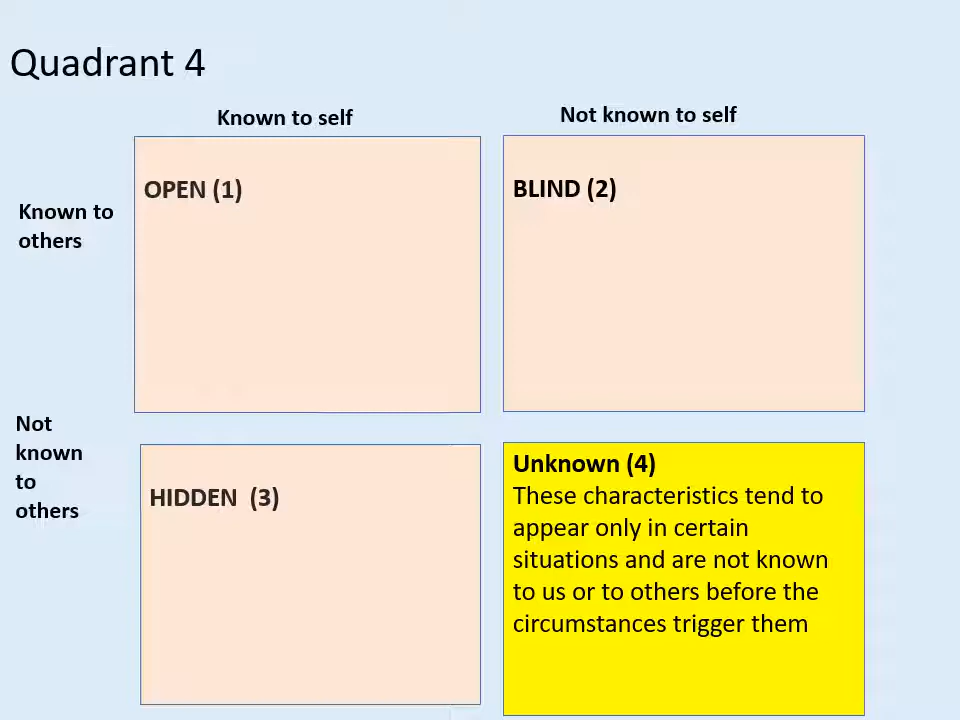 Quadrant 4
Known to self
Not known to self
Known to
others
OPEN (1)
BLIND (2)
Not
known
to
others
HIDDEN  (3)
Unknown (4)
These characteristics tend to
appear only in certain
situations and are not known
to us or to others before the
circumstances trigger them